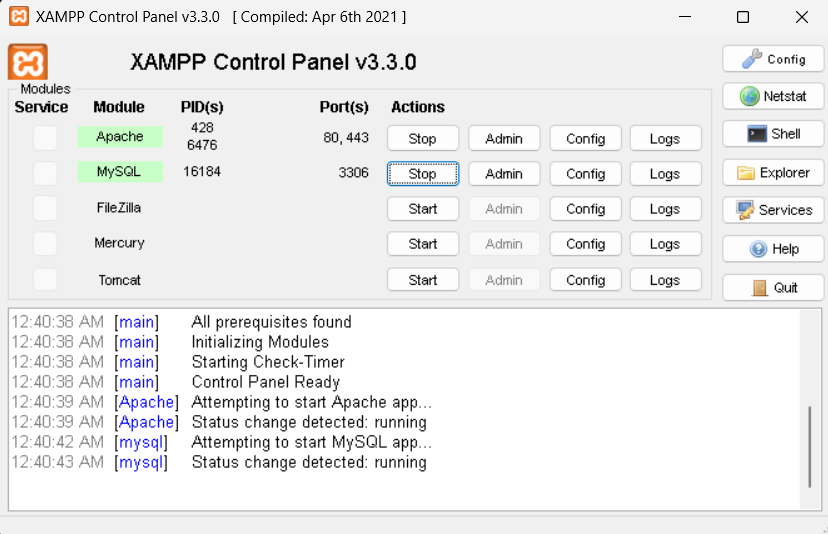 XAMPP Control Panel v3.3.0 [ Compiled: Apr 6th 2021 ]
XAMPP Control Panel v3.3.0
Config
Modules
Service Module PID(s) Port(s) Actions
Netstat
Apache 428 6476 80, 443 Stop Admin Config Logs
Shell
MySQL 16184 3306 Stop Admin Config Logs
Explorer
FileZilla Start Admin Config Logs
Services
Mercury Start Admin Config Logs
Help
Tomcat Start Admin Config Logs
Quit
12:40:38 AM [main] All prerequisites found
12:40:38 AM [main] Initializing Modules
12:40:38 AM [main] Starting Check-Timer
12:40:38 AM [main] Control Panel Ready
12:40:39 AM [Apache] Attempting to start Apache app...
12:40:39 AM [Apache] Status change detected: running
12:40:42 AM [mysql] Attempting to start MySQL app...
12:40:43 AM [mysql] Status change detected: running